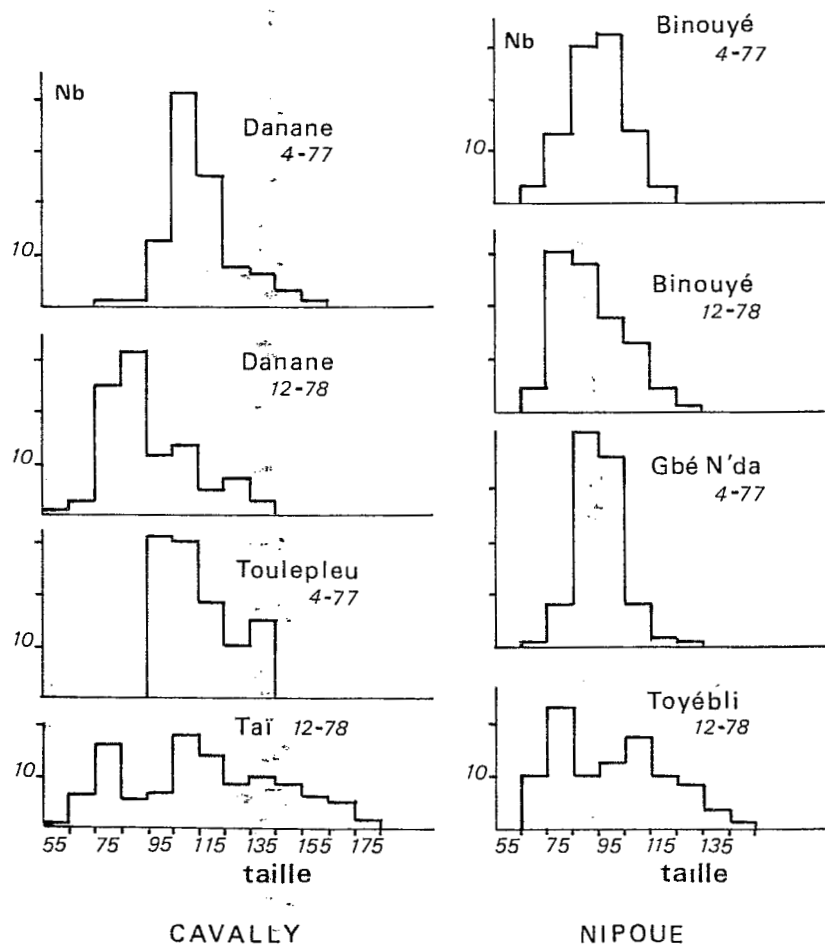 Nb
Danane
4-77
10
Danane
12-78
10
Toulepleu
4-77
10
Taï 12-78
10
55 75 95 115 135 155 175
taille
CAVALLY
Nb
Binouyé
4-77
10
Binouyé
12-78
Gbé N'da
4-77
Toyébli
12-78
10
55 75 95 115 135
taille
NIPOUE